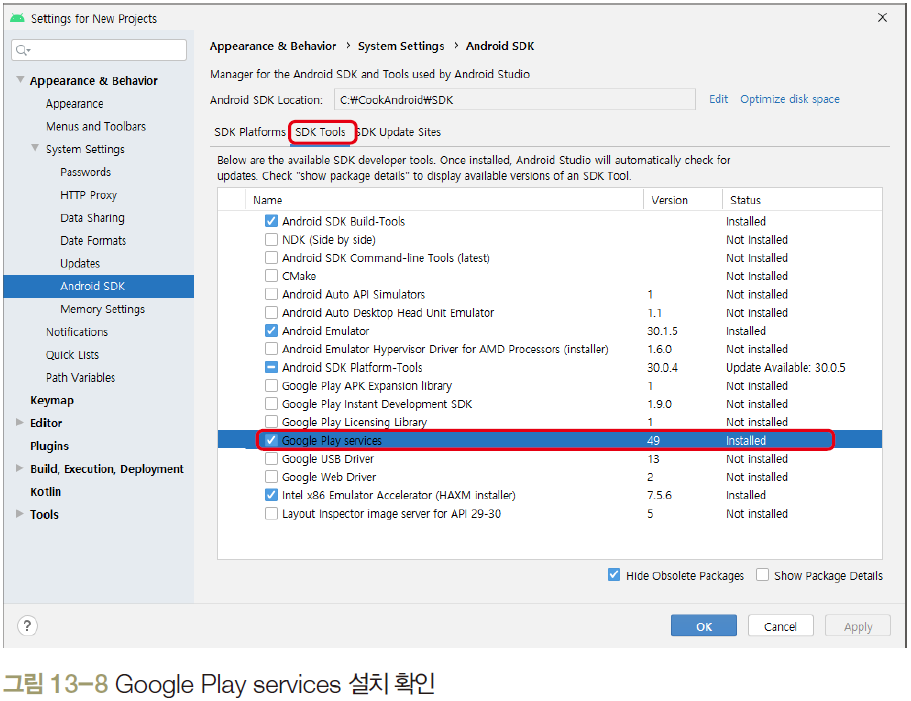 Settings for New Projects
Appearance & Behavior
Appearance
Menus and Toolbars
System Settings
Passwords
HTTP Proxy
Data Sharing
Date Formats
Updates
Android SDK
Memory Settings
Notifications
Quick Lists
Path Variables
Keymap
Editor
Plugins
Build, Execution, Deployment
Kotlin
Tools
Appearance & Behavior › System Settings › Android SDK
Manager for the Android SDK and Tools used by Android Studio
Android SDK Location: C:₩CookAndroid₩SDK Edit Optimize disk space
SDK Platforms SDK Tools SDK Update Sites
Below are the available SDK developer tools. Once installed, Android Studio will automatically check for
updates. Check "show package details" to display available versions of an SDK Tool.
Name Version Status
Android SDK Build-Tools Installed
NDK (Side by side) Not Installed
Android SDK Command-line Tools (latest) Not Installed
CMake Not Installed
Android Auto API Simulators 1 Not installed
Android Auto Desktop Head Unit Emulator 1.1 Not installed
Android Emulator 30.1.5 Installed
Android Emulator Hypervisor Driver for AMD Processors (installer) 1.6.0 Not installed
Android SDK Platform-Tools 30.0.4 Update Available: 30.0.5
Google Play APK Expansion library 1 Not installed
Google Play Instant Development SDK 1.9.0 Not installed
Google Play Licensing Library 1 Not installed
Google Play services 49 Installed
Google USB Driver 13 Not installed
Google Web Driver 2 Not installed
Intel x86 Emulator Accelerator (HAXM installer) 7.5.6 Installed
Layout Inspector image server for API 29-30 5 Not installed
Hide Obsolete Packages Show Package Details
? OK Cancel Apply
그림 13-8 Google Play services 설치 확인